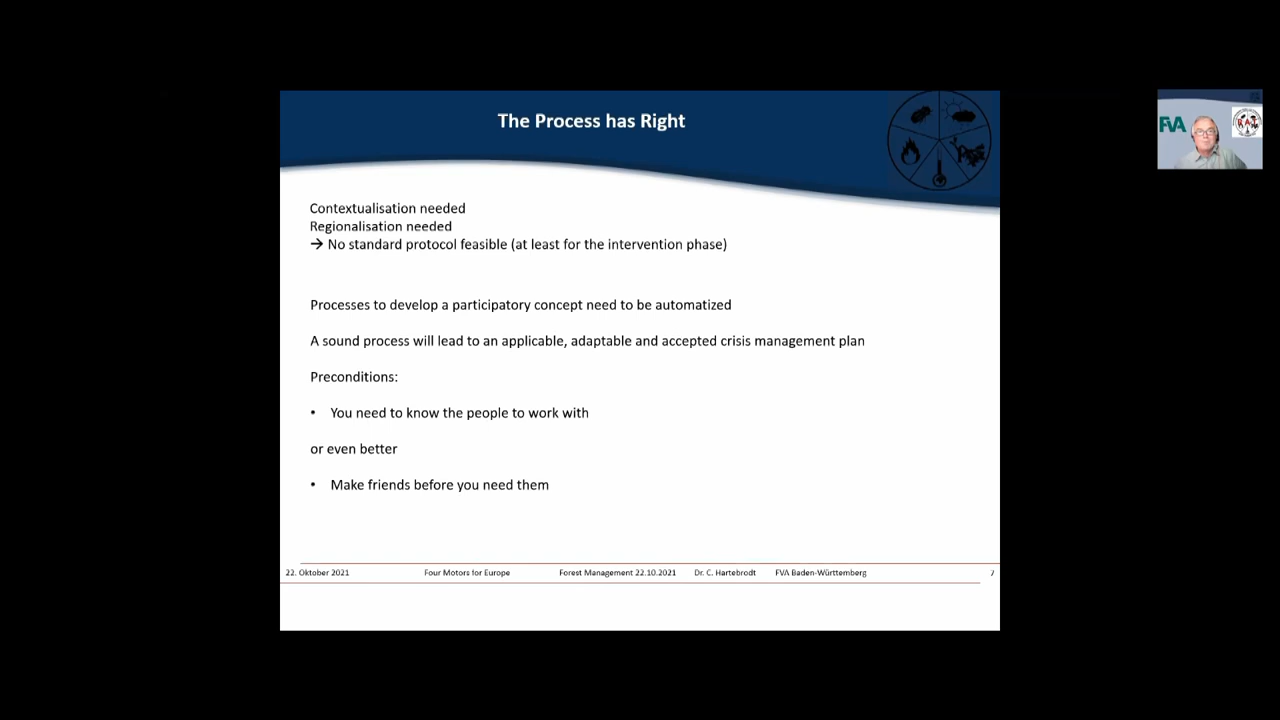 The Process has Right
Contextualisation needed
Regionalisation needed
→ No standard protocol feasible (at least for the intervention phase)
Processes to develop a participatory concept need to be automatized
A sound process will lead to an applicable, adaptable and accepted crisis management plan
Preconditions:
• You need to know the people to work with
or even better
• Make friends before you need them
22. Oktober 2021 Four Motors for Europe Forest Management 22.10.2021 Dr. C. Hartebrodt FVA Baden-Württemberg 7
FVA